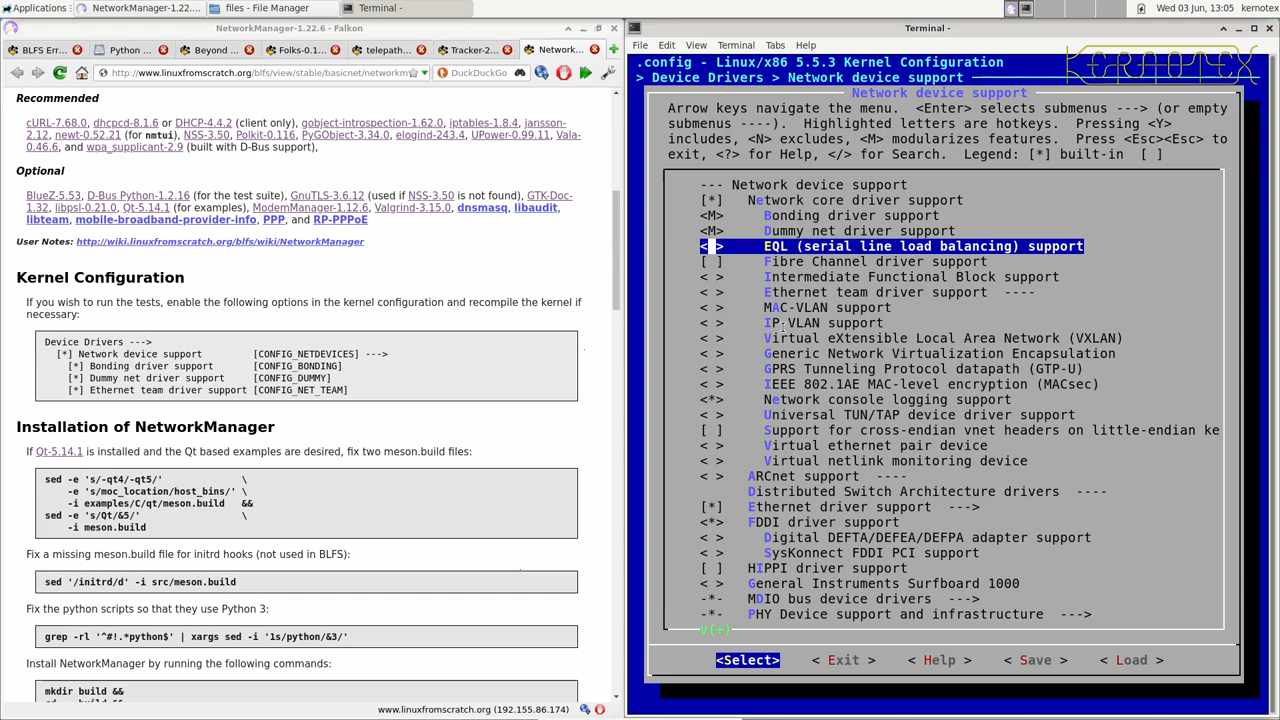 NetworkManager-1.22....
files - File Manager
Terminal -
Wed 03 Jun, 13:05
kernotex
NetworkManager-1.22.6 - Falkon
BLFS Err...
Python ...
Beyond ...
Folks-0.1...
telepath...
Tracker-2...
Network...
http://www.linuxfromscratch.org/blfs/view/stable/basicnet/networkm
DuckDuckGo
Recommended
cURL-7.68.0, dhcpcd-8.1.6 or DHCP-4.4.2 (client only), gobject-introspection-1.62.0, iptables-1.8.4, jansson-
2.12, newt-0.52.21 (for nmtui), NSS-3.50, Polkit-0.116, PyGObject-3.34.0, elogind-243.4, UPower-0.99.11, Vala-
0.46.6, and wpa_supplicant-2.9 (built with D-Bus support),
Optional
BlueZ-5.53, D-Bus Python-1.2.16 (for the test suite), GnuTLS-3.6.12 (used if NSS-3.50 is not found), GTK-Doc-
1.32, libpsl-0.21.0, Qt-5.14.1 (for examples), ModemManager-1.12.6, Valgrind-3.15.0, dnsmasq, libaudit,
libteam, mobile-broadband-provider-info, PPP, and RP-PPPoE
User Notes: http://wiki.linuxfromscratch.org/blfs/wiki/NetworkManager
Kernel Configuration
If you wish to run the tests, enable the following options in the kernel configuration and recompile the kernel if
necessary:
Device Drivers --->
[*] Network device support [CONFIG_NETDEVICES] --->
[*] Bonding driver support [CONFIG_BONDING]
[*] Dummy net driver support [CONFIG_DUMMY]
[*] Ethernet team driver support [CONFIG_NET_TEAM]
Installation of NetworkManager
If Qt-5.14.1 is installed and the Qt based examples are desired, fix two meson.build files:
sed -e 's/-qt4/-qt5/' \
-e 's/moc_location/host_bins/' \
-i examples/C/qt/meson.build &&
sed -e 's/Qt/&5/' \
-i meson.build
Fix a missing meson.build file for initrd hooks (not used in BLFS):
sed '/initrd/d' -i src/meson.build
Fix the python scripts so that they use Python 3:
grep -rl '^#!.*python$' | xargs sed -i '1s/python/&3/'
Install NetworkManager by running the following commands:
mkdir build &&
www.linuxfromscratch.org (192.155.86.174)
Terminal -
File Edit View Terminal Tabs Help
KERNOTEX
.config - Linux/x86 5.5.3 Kernel Configuration
> Device Drivers > Network device support
Network device support
Arrow keys navigate the menu. <Enter> selects submenus ---> (or empty
submenus ----). Highlighted letters are hotkeys. Pressing <Y>
includes, <N> excludes, <M> modularizes features. Press <Esc><Esc> to
exit, <?> for Help, </> for Search. Legend: [*] built-in [ ]
--- Network device support
[*] Network core driver support
<M> Bonding driver support
<M> Dummy net driver support
< > EQL (serial line load balancing) support
[ ] Fibre Channel driver support
< > Intermediate Functional Block support
< > Ethernet team driver support ----
< > MAC-VLAN support
< > IP-VLAN support
< > Virtual eXtensible Local Area Network (VXLAN)
< > Generic Network Virtualization Encapsulation
< > GPRS Tunneling Protocol datapath (GTP-U)
< > IEEE 802.1AE MAC-level encryption (MACsec)
<*> Network console logging support
< > Universal TUN/TAP device driver support
[ ] Support for cross-endian vnet headers on little-endian ke
< > Virtual ethernet pair device
< > Virtual netlink monitoring device
< > ARCnet support ----
Distributed Switch Architecture drivers ----
[*] Ethernet driver support --->
<*> FDDI driver support
< > Digital DEFTA/DEFEA/DEFPA adapter support
< > SysKonnect FDDI PCI support
[ ] HIPPI driver support
< > General Instruments Surfboard 1000
-*- MDIO bus device drivers --->
-*- PHY Device support and infrastructure --->
v(+)
<Select> < Exit > < Help > < Save > < Load >